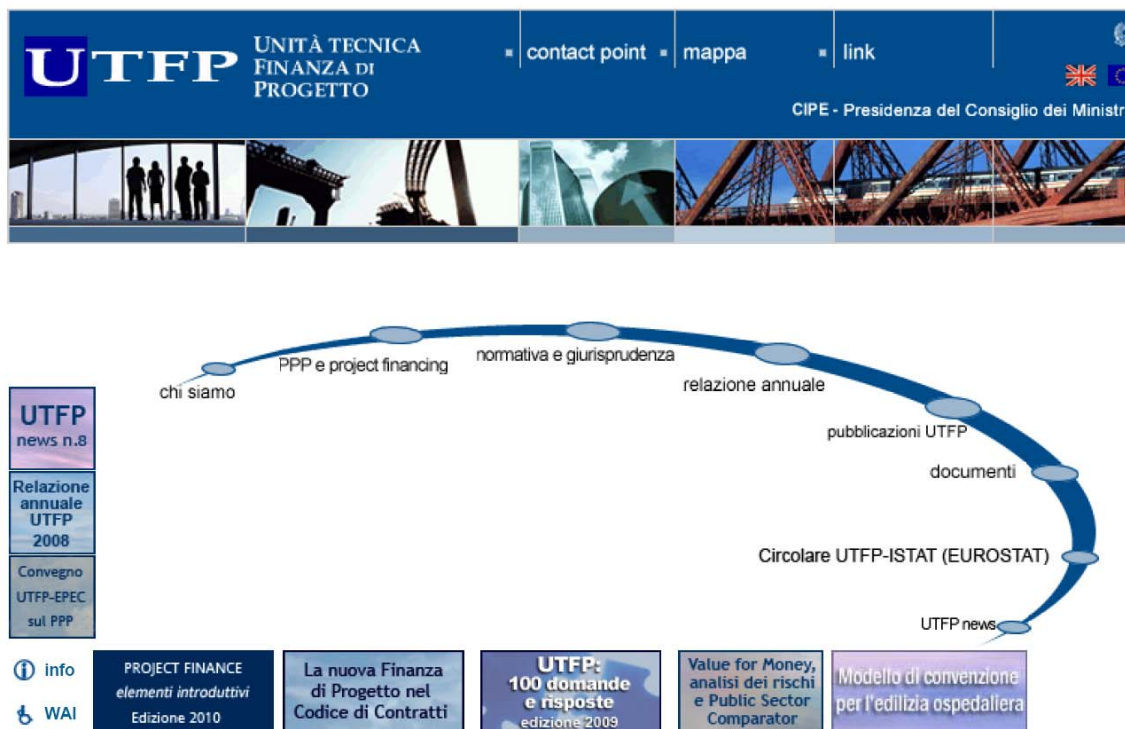 UTFP
UNITÀ TECNICA
FINANZA DI
PROGETTO
contact point
mappa
link
CIPE - Presidenza del Consiglio dei Ministr
PPP e project financing
normativa e giurisprudenza
chi siamo
relazione annuale
pubblicazioni UTFP
documenti
Circolare UTFP-ISTAT (EUROSTAT)
UTFP news
UTFP
news n.8
Relazione
annuale
UTFP
2008
Convegno
UTFP-EPEC
sul PPP
info
WAI
PROJECT FINANCE
elementi introduttivi
Edizione 2010
La nuova Finanza
di Progetto nel
Codice di Contratti
UTFP:
100 domande
e risposte
edizione 2009
Value for Money,
analisi dei rischi
e Public Sector
Comparator
Modello di convenzione
per l'edilizia ospedaliera